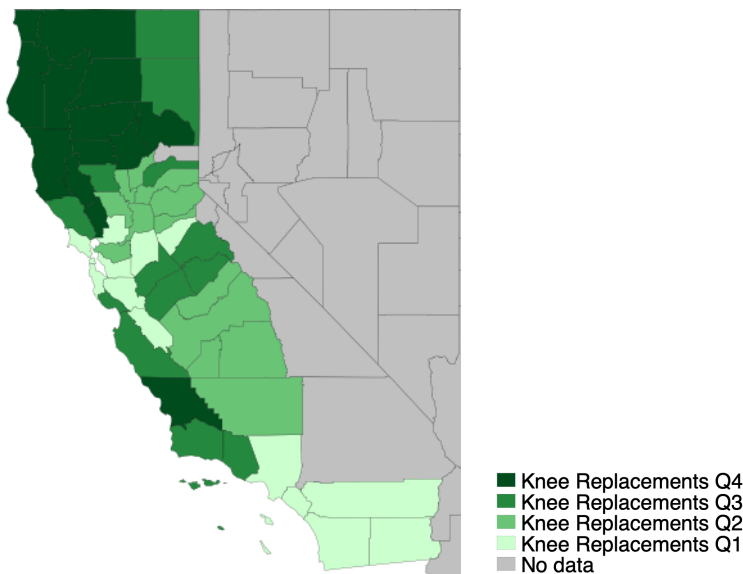 Knee Replacements Q4
Knee Replacements Q3
Knee Replacements Q2
Knee Replacements Q1
No data